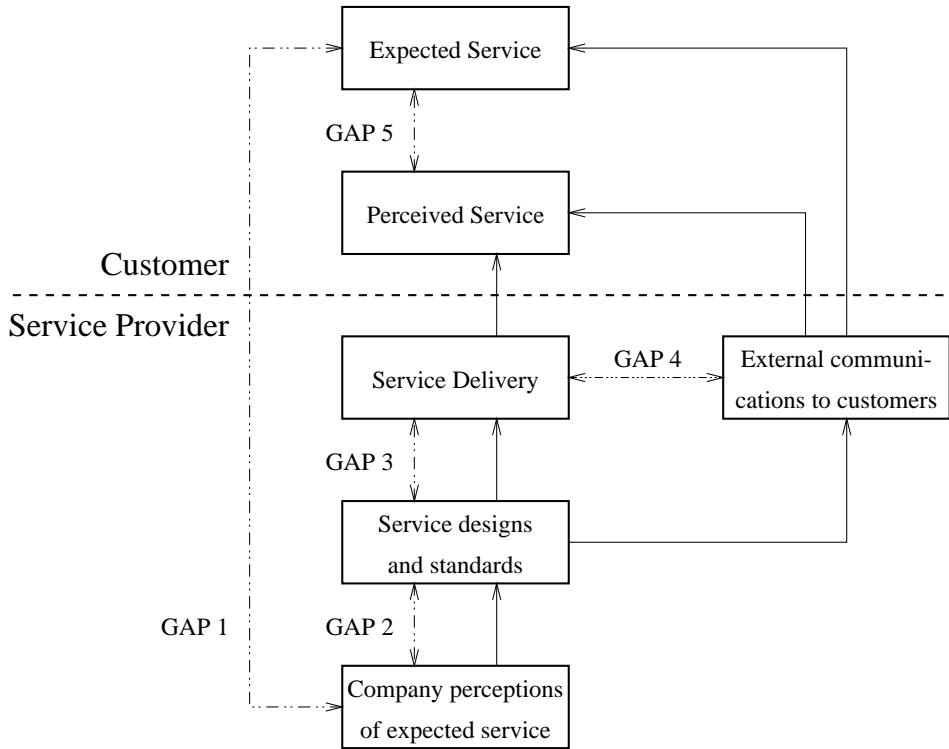 Expected Service
GAP 5
Perceived Service
Customer
Service Provider
Service Delivery
GAP 4
External communi-
cations to customers
GAP 3
Service designs
and standards
GAP 1
GAP 2
Company perceptions
of expected service